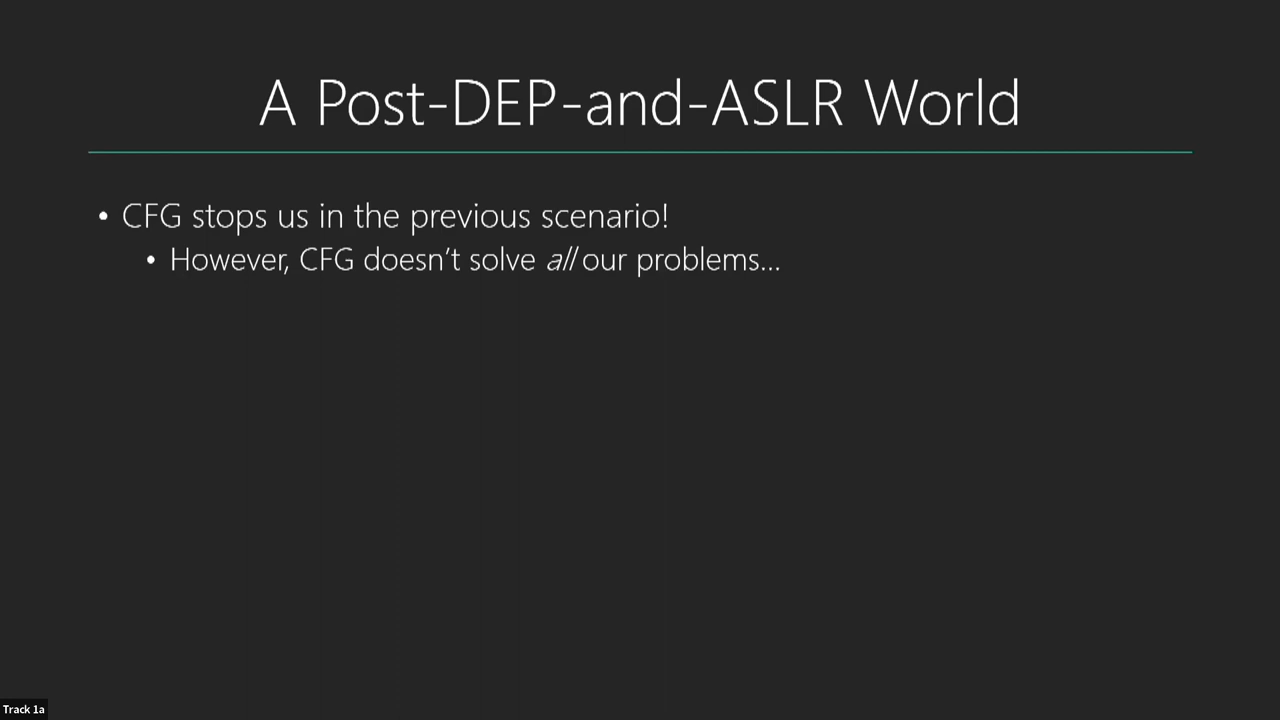 A Post-DEP-and-ASLR World
• CFG stops us in the previous scenario!
• However, CFG doesn’t solve all our problems...
Track 1a